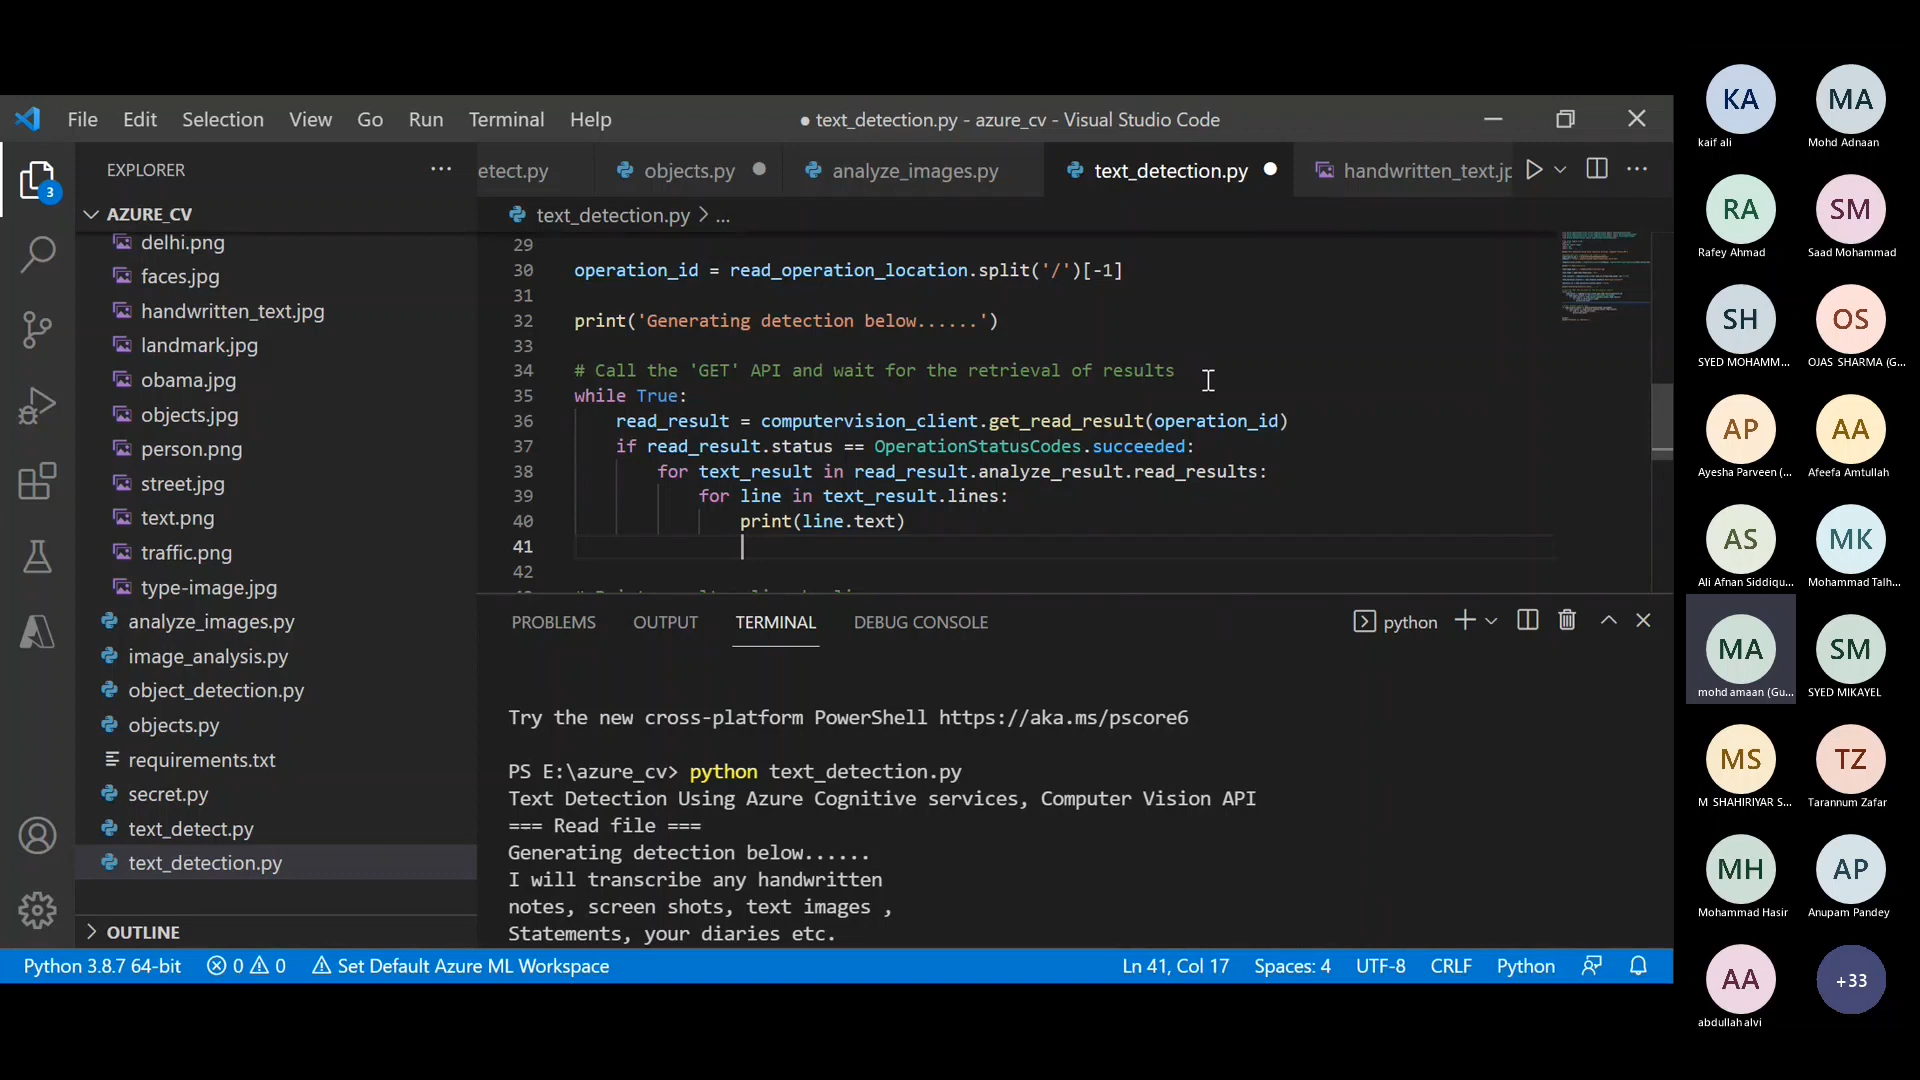 File Edit Selection View Go Run Terminal Help
● text_detection.py - azure_cv - Visual Studio Code
EXPLORER
etect.py
objects.py
analyze_images.py
text_detection.py
handwritten_text.jp
3
AZURE_CV
text_detection.py > ...
delhi.png
faces.jpg
handwritten_text.jpg
landmark.jpg
obama.jpg
objects.jpg
person.png
street.jpg
text.png
traffic.png
type-image.jpg
analyze_images.py
image_analysis.py
object_detection.py
objects.py
requirements.txt
secret.py
text_detect.py
text_detection.py
OUTLINE
29
30 operation_id = read_operation_location.split('/')[-1]
31
32 print('Generating detection below......')
33
34 # Call the 'GET' API and wait for the retrieval of results
35 while True:
36 read_result = computervision_client.get_read_result(operation_id)
37 if read_result.status == OperationStatusCodes.succeeded:
38 for text_result in read_result.analyze_result.read_results:
39 for line in text_result.lines:
40 print(line.text)
41
42
PROBLEMS OUTPUT TERMINAL DEBUG CONSOLE
python
Try the new cross-platform PowerShell https://aka.ms/pscore6
PS E:\azure_cv> python text_detection.py
Text Detection Using Azure Cognitive services, Computer Vision API
=== Read file ===
Generating detection below......
I will transcribe any handwritten
notes, screen shots, text images ,
Statements, your diaries etc.
Python 3.8.7 64-bit 0 0 Set Default Azure ML Workspace
Ln 41, Col 17 Spaces: 4 UTF-8 CRLF Python
KA
kaif ali
MA
Mohd Adnaan
RA
Rafey Ahmad
SM
Saad Mohammad
SH
SYED MOHAMM...
OS
OJAS SHARMA (G...
AP
Ayesha Parveen (...
AA
Afeefa Amtullah
AS
Ali Afnan Siddiqu...
MK
Mohammad Talh...
MA
mohd amaan (Gu...
SM
SYED MIKAYEL
MS
M SHAHIRIYAR S...
TZ
Tarannum Zafar
MH
Mohammad Hasir
AP
Anupam Pandey
AA
abdullah alvi
+33